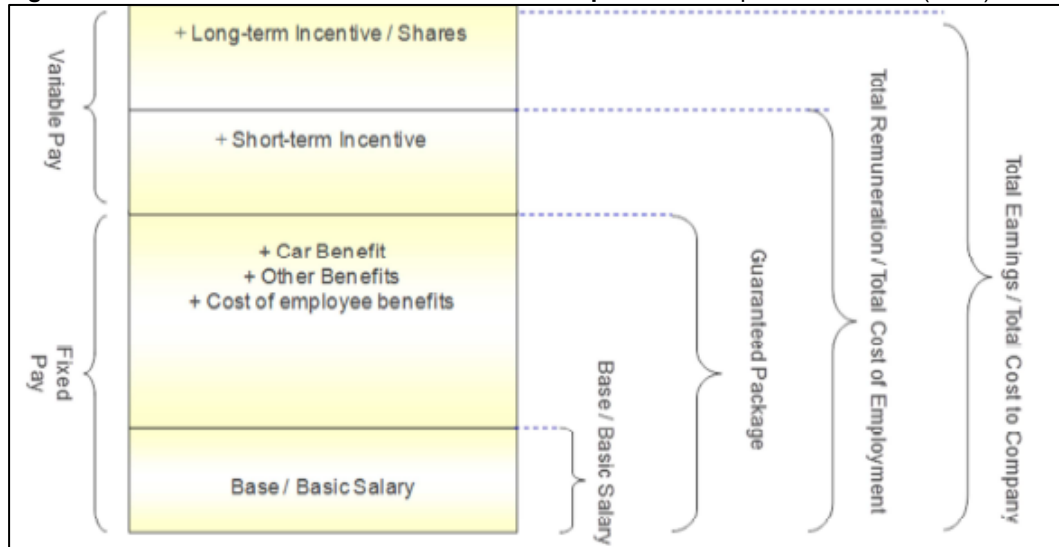 + Long-term Incentive / Shares
+ Short-term Incentive
+ Car Benefit
+ Other Benefits
+ Cost of employee benefits
Base / Basic Salary
Variable Pay
Fixed
Pay
Base / Basic Salary
Guaranteed Package
Total Remuneration / Total Cost of Employment
Total Earnings / Total Cost to Company